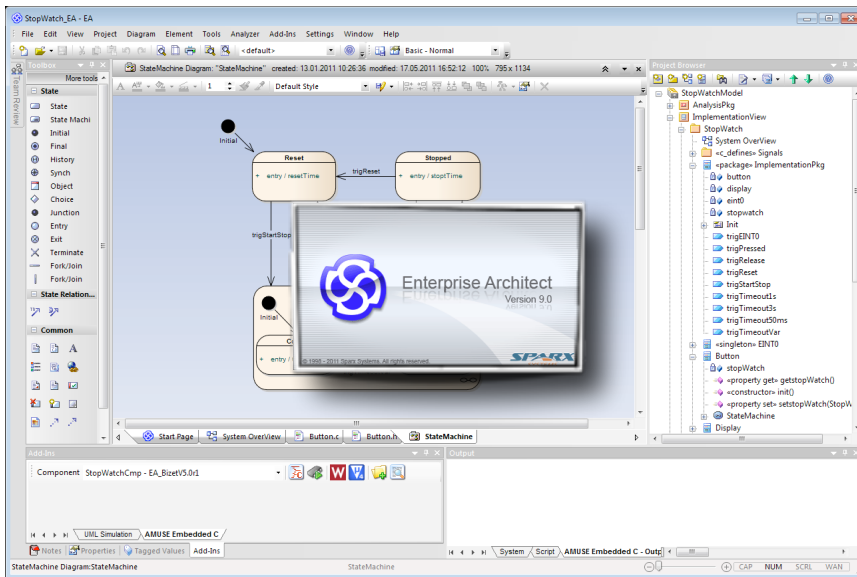 StopWatch_EA - EA
File Edit View Project Diagram Element Tools Analyzer Add-Ins Settings Window Help
<default> Basic - Normal
Toolbox
More tools
State
State
State Machi
Initial
Final
History
Synch
Object
Choice
Junction
Entry
Exit
Terminate
Fork/Join
Fork/Join
State Relation...
Common
Team Review
StateMachine Diagram: "StateMachine" created: 13.01.2011 10:26:36 modified: 17.05.2011 16:52:12 100% 795 x 1134
1 Default Style
Initial
Reset
+ entry / resetTime
trigReset
Stopped
+ entry / stoptTime
trigStartStop
Initial
+ entry /
Enterprise Architect
Version 9.0
© 1998 - 2011 Sparx Systems. All rights reserved.
SPARX
SYSTEMS
Start Page System OverView Button.c Button.h StateMachine
Project Browser
StopWatchModel
AnalysisPkg
ImplementationView
StopWatch
System OverView
«c_defines» Signals
«package» ImplementationPkg
button
display
eint0
stopwatch
Init
trigEINT0
trigPressed
trigRelease
trigReset
trigStartStop
trigTimeout1s
trigTimeout3s
trigTimeout50ms
trigTimeoutVar
«singleton» EINT0
Button
stopWatch
«property get» getstopWatch()
«constructor» init()
«property set» setstopWatch(StopW
StateMachine
Display
Add-Ins
Component StopWatchCmp - EA_BizetV5.0r1
UML Simulation AMUSE Embedded C
Notes Properties Tagged Values Add-Ins
Output
System Script AMUSE Embedded C - Outp
StateMachine Diagram:StateMachine StateMachine CAP NUM SCRL WAN